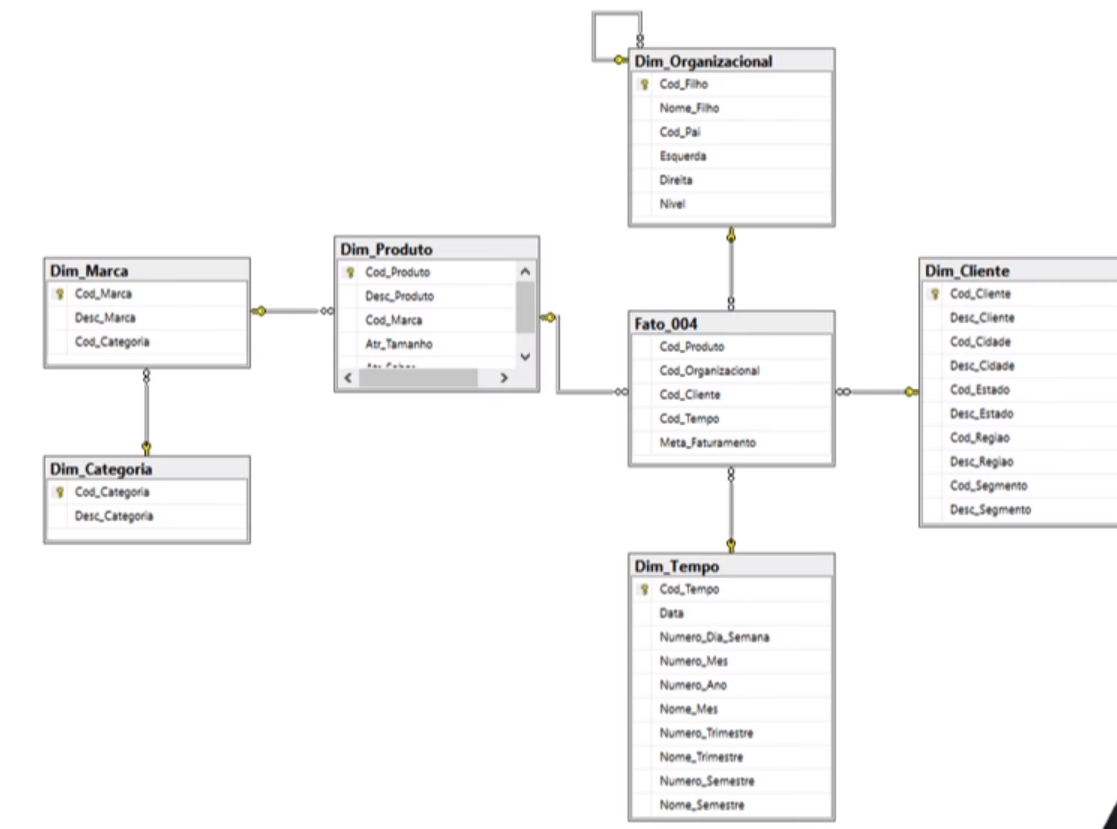 Dim_Organizacional
Cod_Filho
Nome_Filho
Cod_Pai
Esquerda
Direita
Nivel
Dim_Marca
Cod_Marca
Desc_Marca
Cod_Categoria
Dim_Produto
Cod_Produto
Desc_Produto
Cod_Marca
Atr_Tamanho
Dim_Categoria
Cod_Categoria
Desc_Categoria
Fato_004
Cod_Produto
Cod_Organizacional
Cod_Cliente
Cod_Tempo
Meta_Faturamento
Dim_Cliente
Cod_Cliente
Desc_Cliente
Cod_Cidade
Desc_Cidade
Cod_Estado
Desc_Estado
Cod_Regiao
Desc_Regiao
Cod_Segmento
Desc_Segmento
Dim_Tempo
Cod_Tempo
Data
Numero_Dia_Semana
Numero_Mes
Numero_Ano
Nome_Mes
Numero_Trimestre
Nome_Trimestre
Numero_Semestre
Nome_Semestre